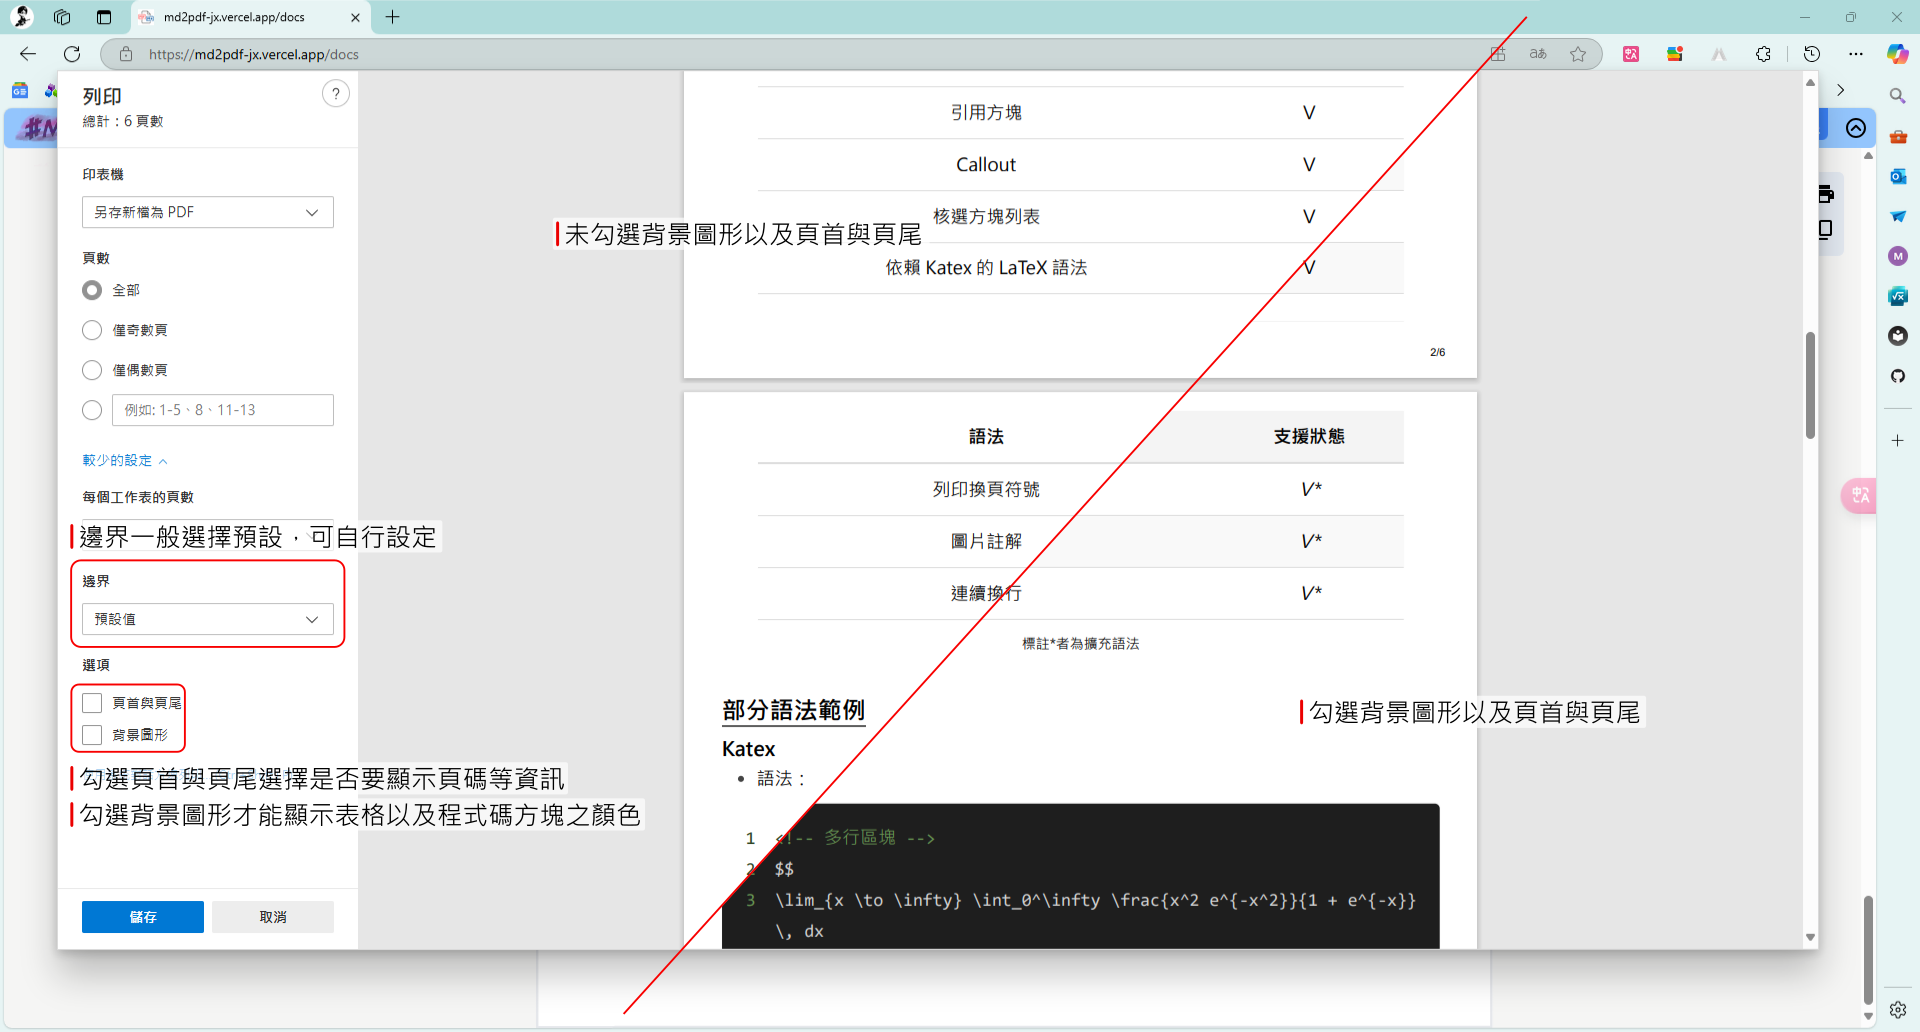 md2pdf-jx.vercel.app/docs
https://md2pdf-jx.vercel.app/docs
列印
總計：6 頁數
?
印表機
另存新檔為 PDF
頁數
全部
僅奇數頁
僅偶數頁
例如: 1-5、8、11-13
較少的設定
每個工作表的頁數
邊界一般選擇預設，可自行設定
邊界
預設值
選項
頁首與頁尾
背景圖形
勾選頁首與頁尾選擇是否要顯示頁碼等資訊
勾選背景圖形才能顯示表格以及程式碼方塊之顏色
儲存
取消
引用方塊 V
Callout V
核選方塊列表 V
未勾選背景圖形以及頁首與頁尾
依賴 Katex 的 LaTeX 語法 V
2/6
語法 支援狀態
列印換頁符號 V*
圖片註解 V*
連續換行 V*
標註*者為擴充語法
部分語法範例
勾選背景圖形以及頁首與頁尾
Katex
• 語法：
1 <!-- 多行區塊 -->
2 $$
3 \lim_{x \to \infty} \int_0^\infty \frac{x^2 e^{-x^2}}{1 + e^{-x}}
\, dx
#M
aあ
M